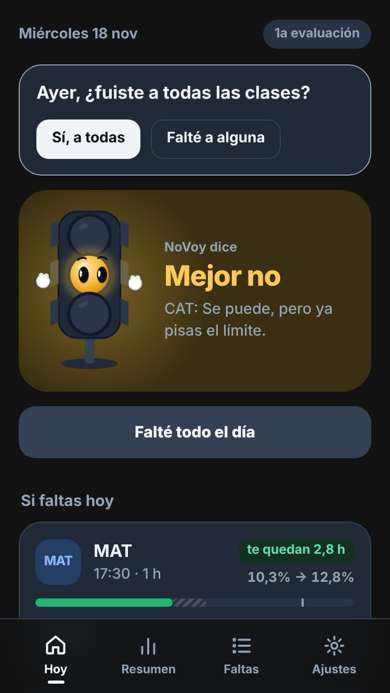 Miércoles 18 nov
1a evaluación
Ayer, ¿fuiste a todas las clases?
Sí, a todas
Falté a alguna
NoVoy dice
Mejor no
CAT: Se puede, pero ya
pisas el límite.
Falté todo el día
Si faltas hoy
MAT
MAT
te quedan 2,8 h
17:30 · 1 h
10,3% → 12,8%
Hoy
Resumen
Faltas
Ajustes